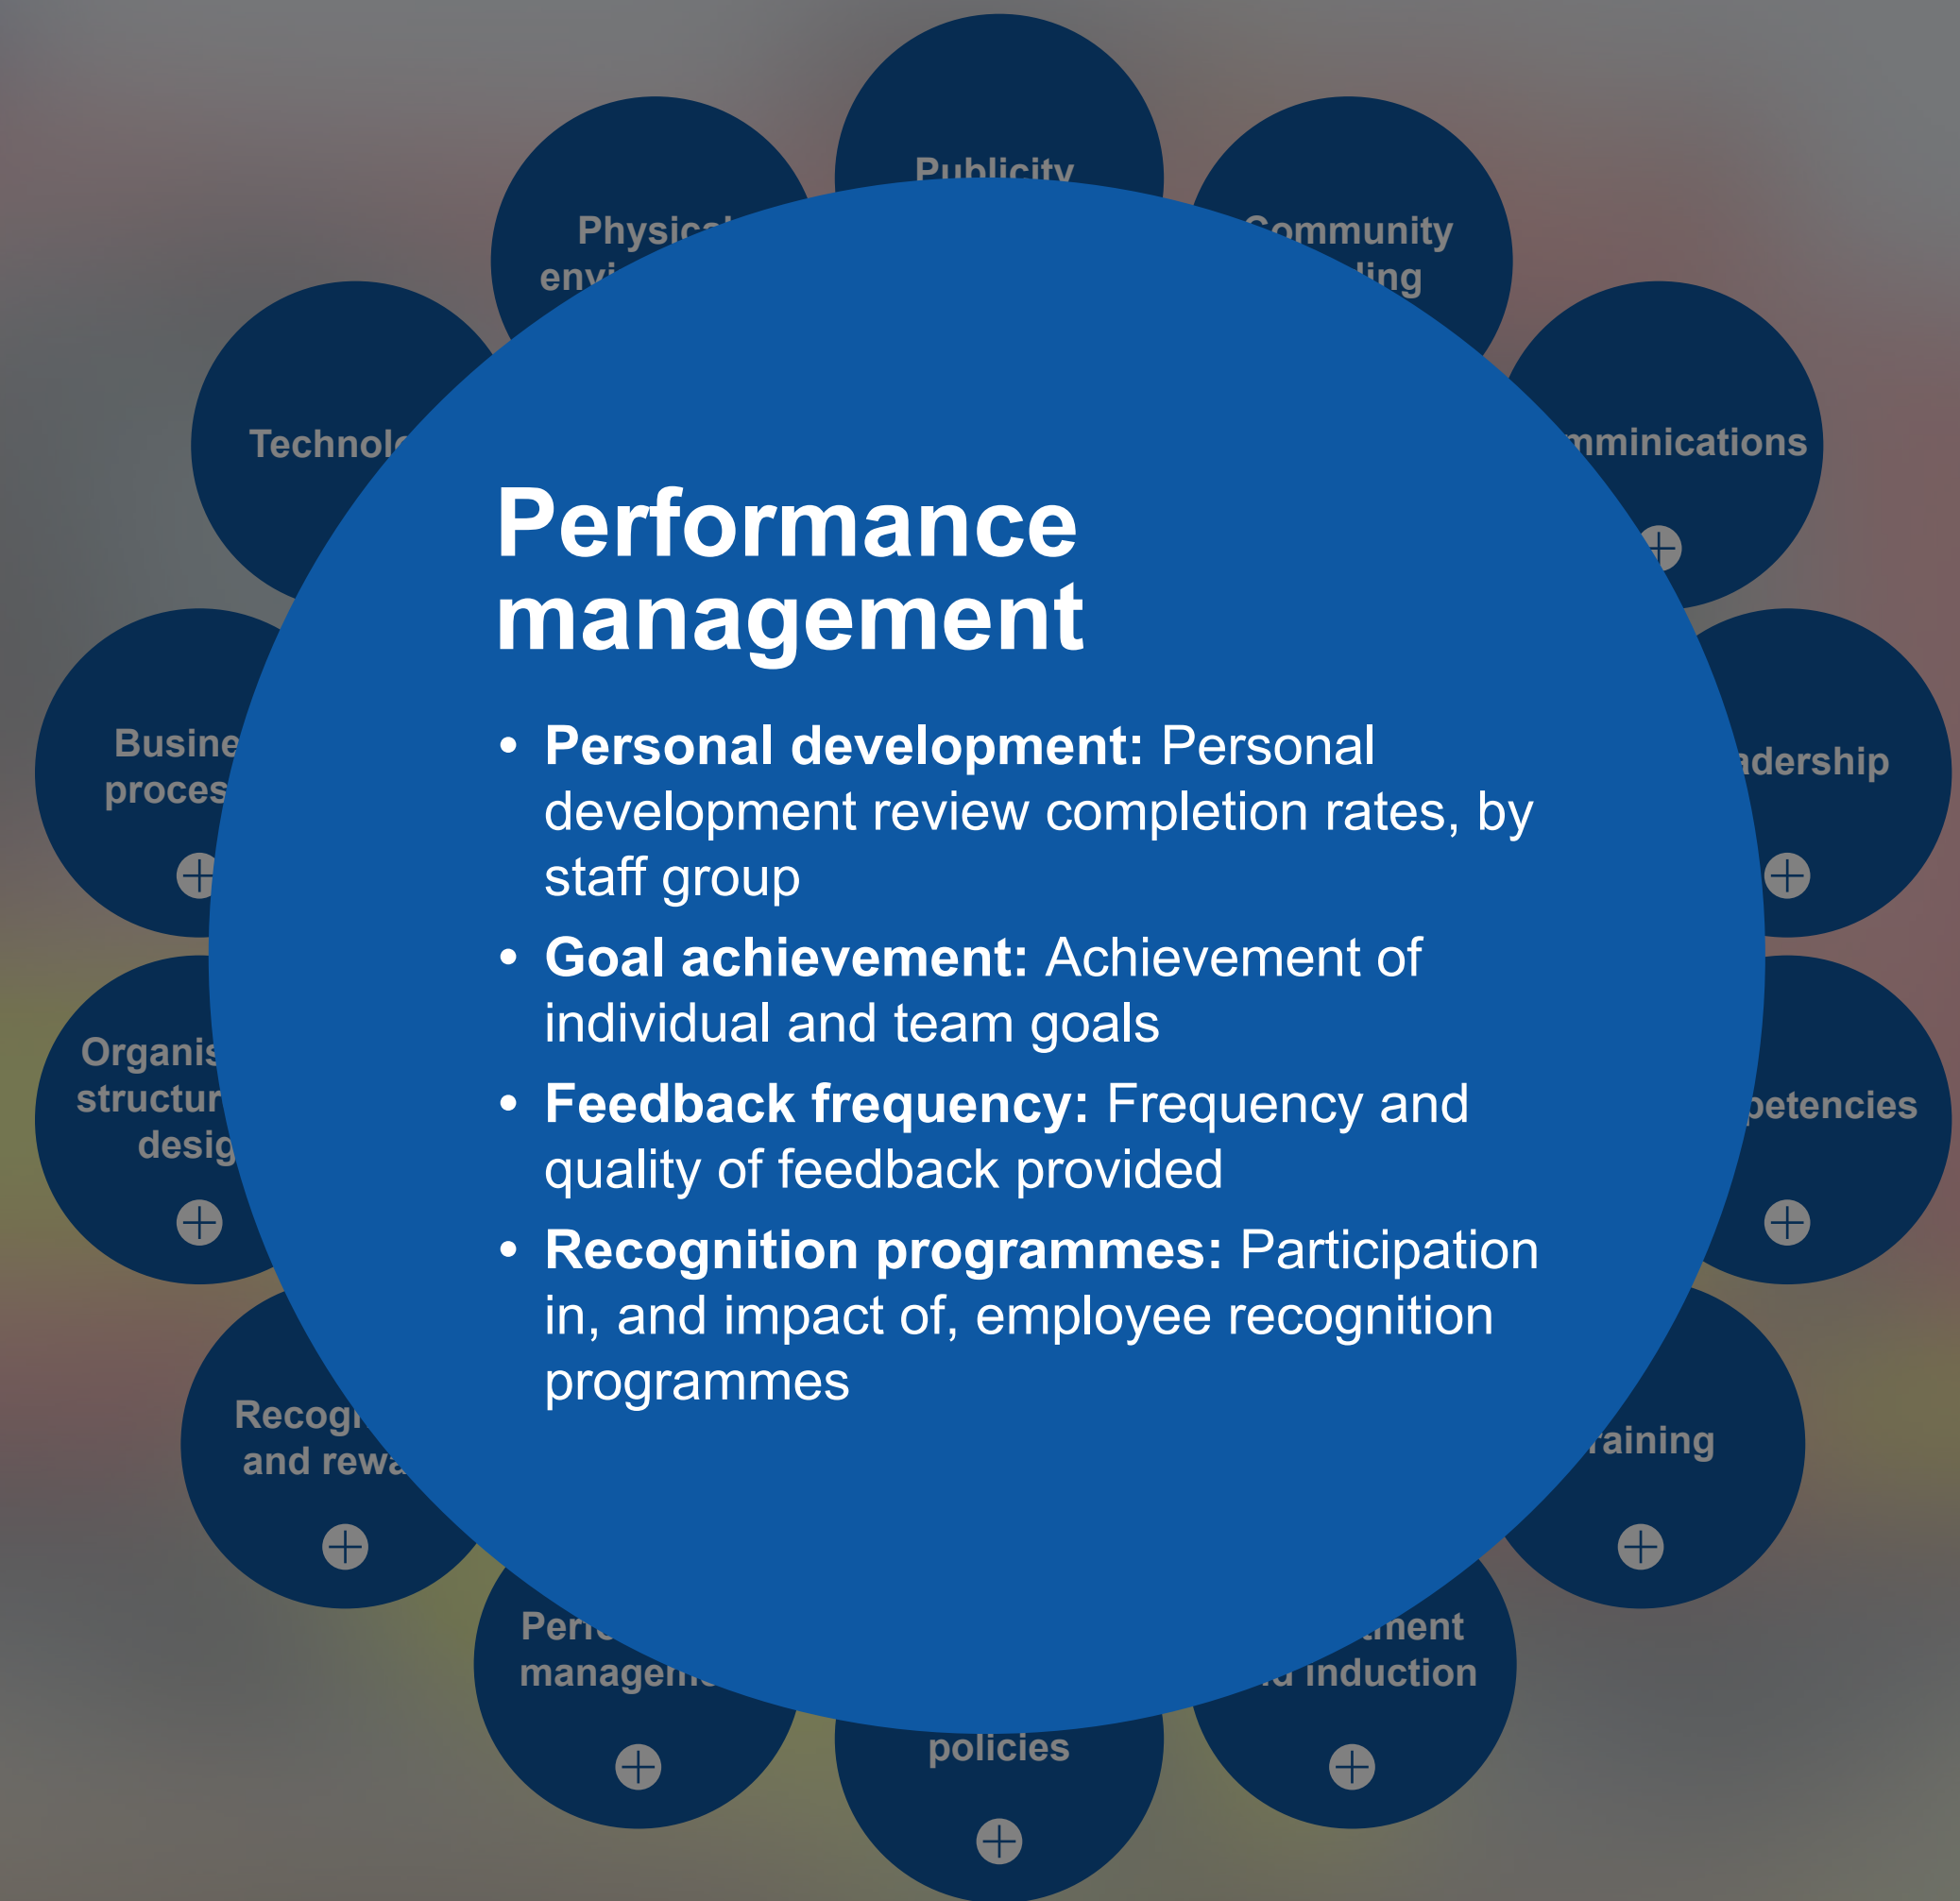 Publicity
Community
Technol
mminications
Performance
management
• Personal development: Personal
development review completion rates, by
staff group
• Goal achievement: Achievement of
individual and team goals
• Feedback frequency: Frequency and
quality of feedback provided
• Recognition programmes: Participation
in, and impact of, employee recognition
programmes
Busine
proces
adership
Organis
structur
desig
petencies
Recog
and rewa
aining
management
induction
policies